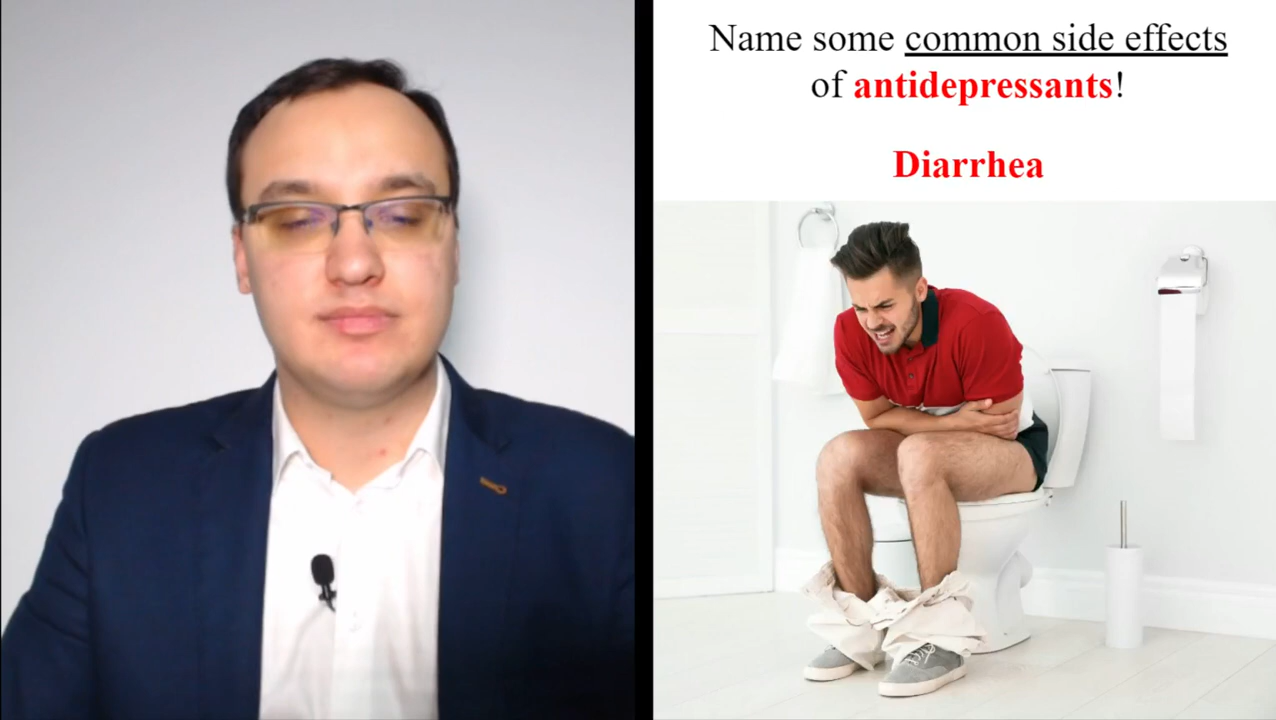 Name some common side effects
of antidepressants!
Diarrhea